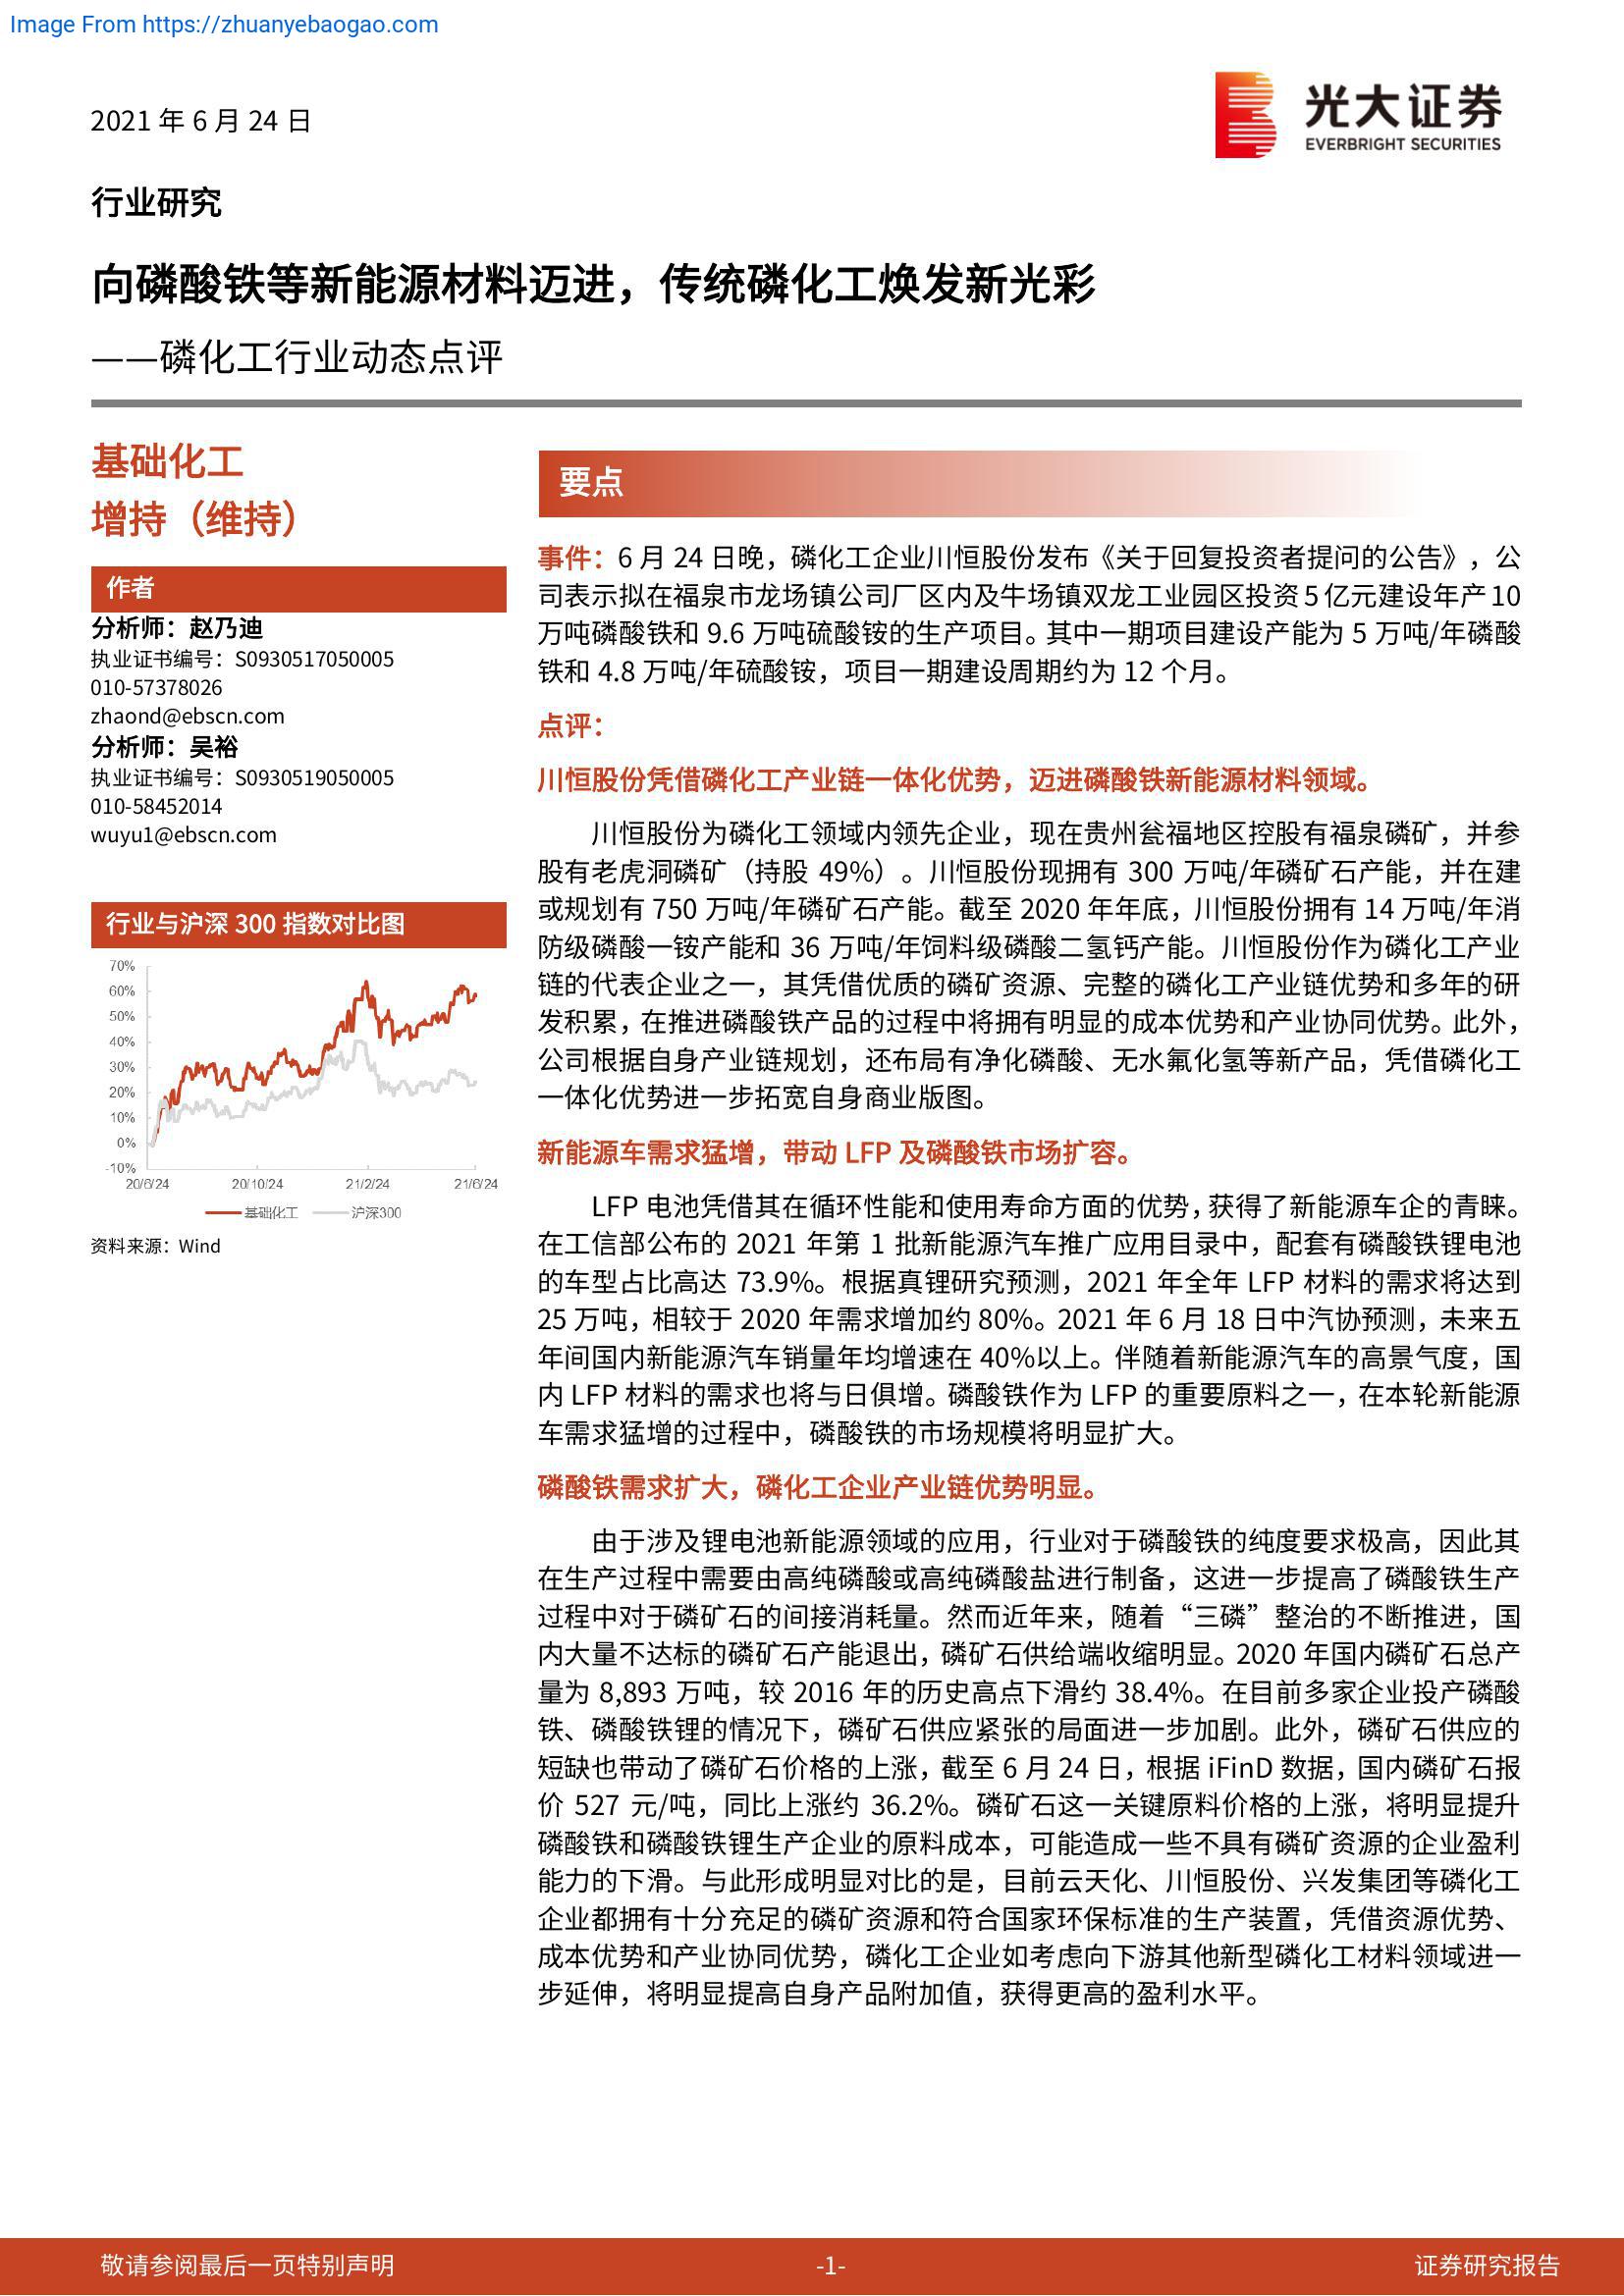 Image From https://zhuanyebaogao.com
2021 年 6 月 24 日
光大证券
EVERBRIGHT SECURITIES
行业研究
向磷酸铁等新能源材料迈进，传统磷化工焕发新光彩
——磷化工行业动态点评
基础化工
增持（维持）
作者
分析师：赵乃迪
执业证书编号：S0930517050005
010-57378026
zhaond@ebscn.com
分析师：吴裕
执业证书编号：S0930519050005
010-58452014
wuyu1@ebscn.com
行业与沪深 300 指数对比图
70%
60%
50%
40%
30%
20%
10%
0%
-10%
20/6/24 20/10/24 21/2/24 21/6/24
基础化工 沪深300
资料来源：Wind
要点
事件：6 月 24 日晚，磷化工企业川恒股份发布《关于回复投资者提问的公告》，公
司表示拟在福泉市龙场镇公司厂区内及牛场镇双龙工业园区投资 5 亿元建设年产 10
万吨磷酸铁和 9.6 万吨硫酸铵的生产项目。其中一期项目建设产能为 5 万吨/年磷酸
铁和 4.8 万吨/年硫酸铵，项目一期建设周期约为 12 个月。
点评：
川恒股份凭借磷化工产业链一体化优势，迈进磷酸铁新能源材料领域。
川恒股份为磷化工领域内领先企业，现在贵州瓮福地区控股有福泉磷矿，并参
股有老虎洞磷矿（持股 49%）。川恒股份现拥有 300 万吨/年磷矿石产能，并在建
或规划有 750 万吨/年磷矿石产能。截至 2020 年年底，川恒股份拥有 14 万吨/年消
防级磷酸一铵产能和 36 万吨/年饲料级磷酸二氢钙产能。川恒股份作为磷化工产业
链的代表企业之一，其凭借优质的磷矿资源、完整的磷化工产业链优势和多年的研
发积累，在推进磷酸铁产品的过程中将拥有明显的成本优势和产业协同优势。此外，
公司根据自身产业链规划，还布局有净化磷酸、无水氟化氢等新产品，凭借磷化工
一体化优势进一步拓宽自身商业版图。
新能源车需求猛增，带动 LFP 及磷酸铁市场扩容。
LFP 电池凭借其在循环性能和使用寿命方面的优势，获得了新能源车企的青睐。
在工信部公布的 2021 年第 1 批新能源汽车推广应用目录中，配套有磷酸铁锂电池
的车型占比高达 73.9%。根据真锂研究预测，2021 年全年 LFP 材料的需求将达到
25 万吨，相较于 2020 年需求增加约 80%。2021 年 6 月 18 日中汽协预测，未来五
年间国内新能源汽车销量年均增速在 40%以上。伴随着新能源汽车的高景气度，国
内 LFP 材料的需求也将与日俱增。磷酸铁作为 LFP 的重要原料之一，在本轮新能源
车需求猛增的过程中，磷酸铁的市场规模将明显扩大。
磷酸铁需求扩大，磷化工企业产业链优势明显。
由于涉及锂电池新能源领域的应用，行业对于磷酸铁的纯度要求极高，因此其
在生产过程中需要由高纯磷酸或高纯磷酸盐进行制备，这进一步提高了磷酸铁生产
过程中对于磷矿石的间接消耗量。然而近年来，随着“三磷”整治的不断推进，国
内大量不达标的磷矿石产能退出，磷矿石供给端收缩明显。2020 年国内磷矿石总产
量为 8,893 万吨，较 2016 年的历史高点下滑约 38.4%。在目前多家企业投产磷酸
铁、磷酸铁锂的情况下，磷矿石供应紧张的局面进一步加剧。此外，磷矿石供应的
短缺也带动了磷矿石价格的上涨，截至 6 月 24 日，根据 iFinD 数据，国内磷矿石报
价 527 元/吨，同比上涨约 36.2%。磷矿石这一关键原料价格的上涨，将明显提升
磷酸铁和磷酸铁锂生产企业的原料成本，可能造成一些不具有磷矿资源的企业盈利
能力的下滑。与此形成明显对比的是，目前云天化、川恒股份、兴发集团等磷化工
企业都拥有十分充足的磷矿资源和符合国家环保标准的生产装置，凭借资源优势、
成本优势和产业协同优势，磷化工企业如考虑向下游其他新型磷化工材料领域进一
步延伸，将明显提高自身产品附加值，获得更高的盈利水平。
敬请参阅最后一页特别声明
-1-
证券研究报告